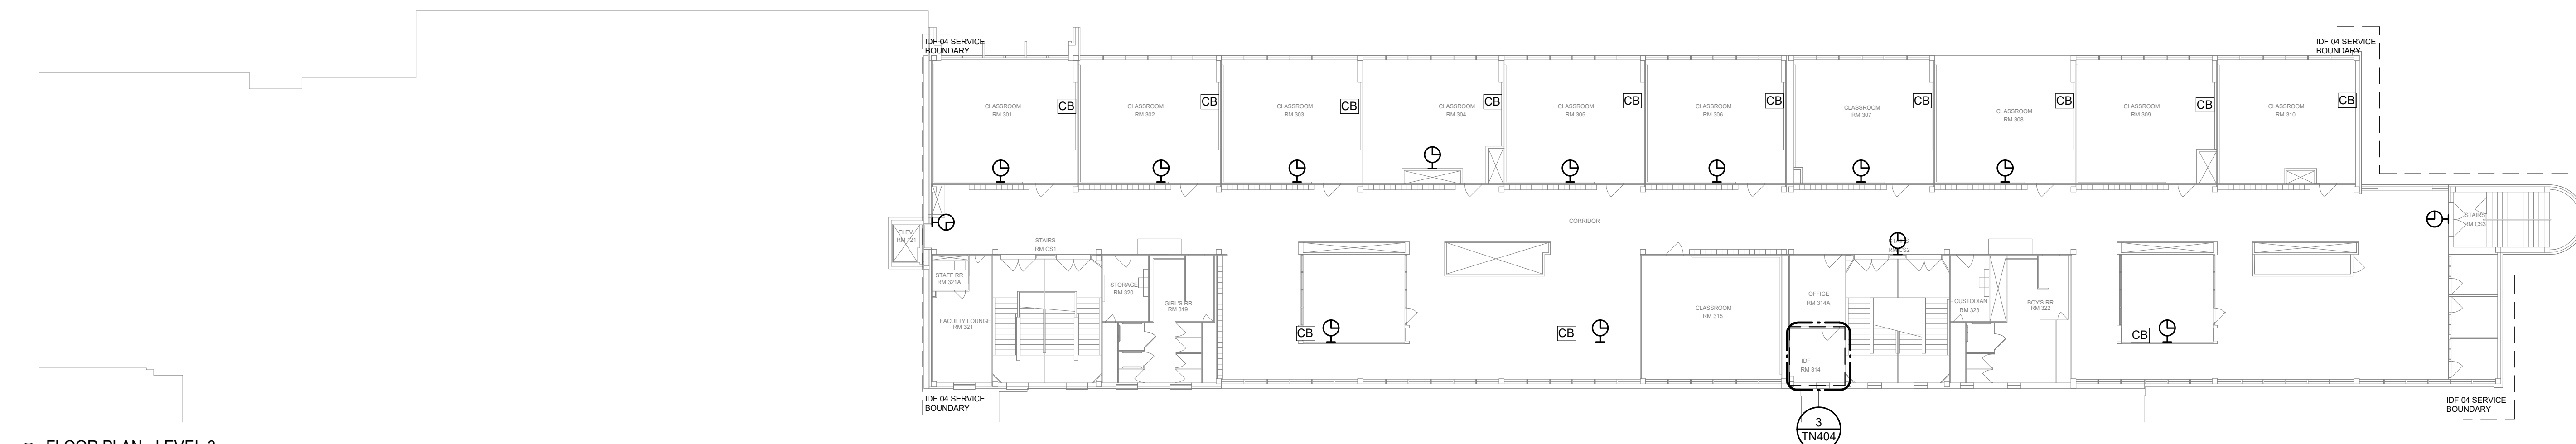 IDF 04 SERVICE
BOUNDARY
IDF 04 SERVICE
BOUNDARY
CLASSROOM
RM 301
CB
CLASSROOM
RM 302
CB
CLASSROOM
RM 303
CB
CLASSROOM
RM 304
CB
CLASSROOM
RM 305
CB
CLASSROOM
RM 306
CB
CLASSROOM
RM 307
CB
CLASSROOM
RM 308
CB
CLASSROOM
RM 309
CB
CLASSROOM
RM 310
CB
CORRIDOR
ELEV.
RM 121
STAIRS
RM CS1
STAIRS
RM CS3
STAFF RR
RM 321A
FACULTY LOUNGE
RM 321
STORAGE
RM 320
GIRL'S RR
RM 319
CB
CB
CLASSROOM
RM 315
OFFICE
RM 314A
IDF
RM 314
CUSTODIAN
RM 323
BOY'S RR
RM 322
CB
IDF 04 SERVICE
BOUNDARY
IDF 04 SERVICE
BOUNDARY
3
TN404